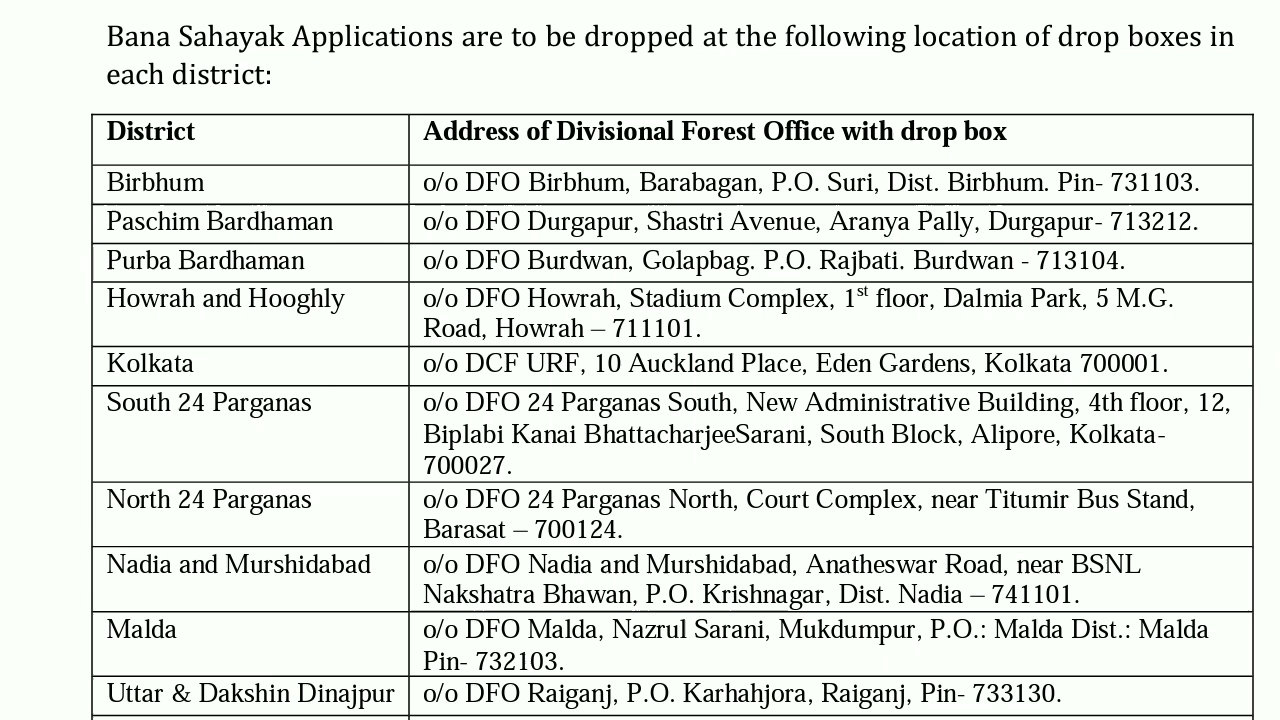 Bana Sahayak Applications are to be dropped at the following location of drop boxes in
each district:
District
Address of Divisional Forest Office with drop box
Birbhum
o/o DFO Birbhum, Barabagan, P.O. Suri, Dist. Birbhum. Pin- 731103.
Paschim Bardhaman
o/o DFO Durgapur, Shastri Avenue, Aranya Pally, Durgapur- 713212.
Purba Bardhaman
o/o DFO Burdwan, Golapbag. P.O. Rajbati. Burdwan - 713104.
Howrah and Hooghly
o/o DFO Howrah, Stadium Complex, 1st floor, Dalmia Park, 5 M.G.
Road, Howrah – 711101.
Kolkata
o/o DCF URF, 10 Auckland Place, Eden Gardens, Kolkata 700001.
South 24 Parganas
o/o DFO 24 Parganas South, New Administrative Building, 4th floor, 12,
Biplabi Kanai BhattacharjeeSarani, South Block, Alipore, Kolkata-
700027.
North 24 Parganas
o/o DFO 24 Parganas North, Court Complex, near Titumir Bus Stand,
Barasat – 700124.
Nadia and Murshidabad
o/o DFO Nadia and Murshidabad, Anatheswar Road, near BSNL
Nakshatra Bhawan, P.O. Krishnagar, Dist. Nadia – 741101.
Malda
o/o DFO Malda, Nazrul Sarani, Mukdumpur, P.O.: Malda Dist.: Malda
Pin- 732103.
Uttar & Dakshin Dinajpur
o/o DFO Raiganj, P.O. Karhahjora, Raiganj, Pin- 733130.